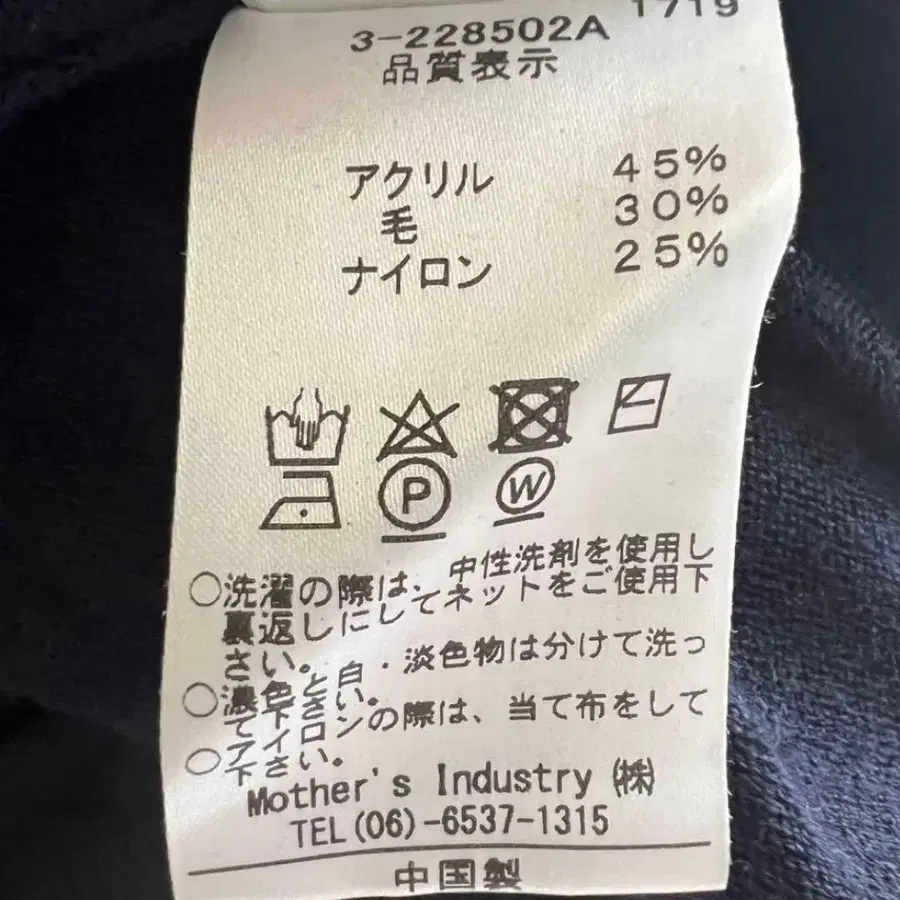 1719
3-228502A
品質表示
アクリル 45%
毛 30%
ナイロン 25%
P
W
○洗濯の際は、中性洗剤を使用し
裏返しにしてネットをご使用下
さい。
○濃色と白・淡色物は分けて洗っ
て下さい。
○アイロンの際は、当て布をして
下さい。
Mother's Industry ㈱
TEL(06)-6537-1315
中国製